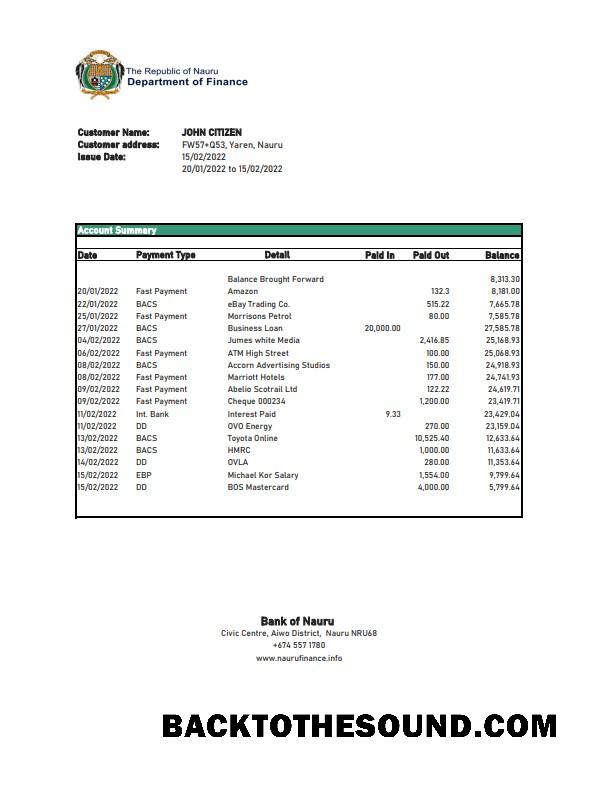 The Republic of Nauru
Department of Finance
Customer Name: JOHN CITIZEN
Customer address: FW57+Q53, Yaren, Nauru
Issue Date: 15/02/2022
20/01/2022 to 15/02/2022
Account Summary
Date Payment Type Detail Paid In Paid Out Balance
Balance Brought Forward 8,313.30
20/01/2022 Fast Payment Amazon 132.3 8,181.00
22/01/2022 BACS eBay Trading Co. 515.22 7,665.78
25/01/2022 Fast Payment Morrisons Petrol 80.00 7,585.78
27/01/2022 BACS Business Loan 20,000.00 27,585.78
04/02/2022 BACS Jumes white Media 2,416.85 25,168.93
06/02/2022 Fast Payment ATM High Street 100.00 25,068.93
08/02/2022 BACS Accorn Advertising Studios 150.00 24,918.93
08/02/2022 Fast Payment Marriott Hotels 177.00 24,741.93
09/02/2022 Fast Payment Abelio Scotrail Ltd 122.22 24,619.71
09/02/2022 Fast Payment Cheque 000234 1,200.00 23,419.71
11/02/2022 Int. Bank Interest Paid 9.33 23,429.04
11/02/2022 DD OVO Energy 270.00 23,159.04
13/02/2022 BACS Toyota Online 10,525.40 12,633.64
13/02/2022 BACS HMRC 1,000.00 11,633.64
14/02/2022 DD OVLA 280.00 11,353.64
15/02/2022 EBP Michael Kor Salary 1,554.00 9,799.64
15/02/2022 DD BOS Mastercard 4,000.00 5,799.64
Bank of Nauru
Civic Centre, Aiwo District, Nauru NRU68
+674 557 1780
www.naurufinance.info
BACKTOTHESOUND.COM